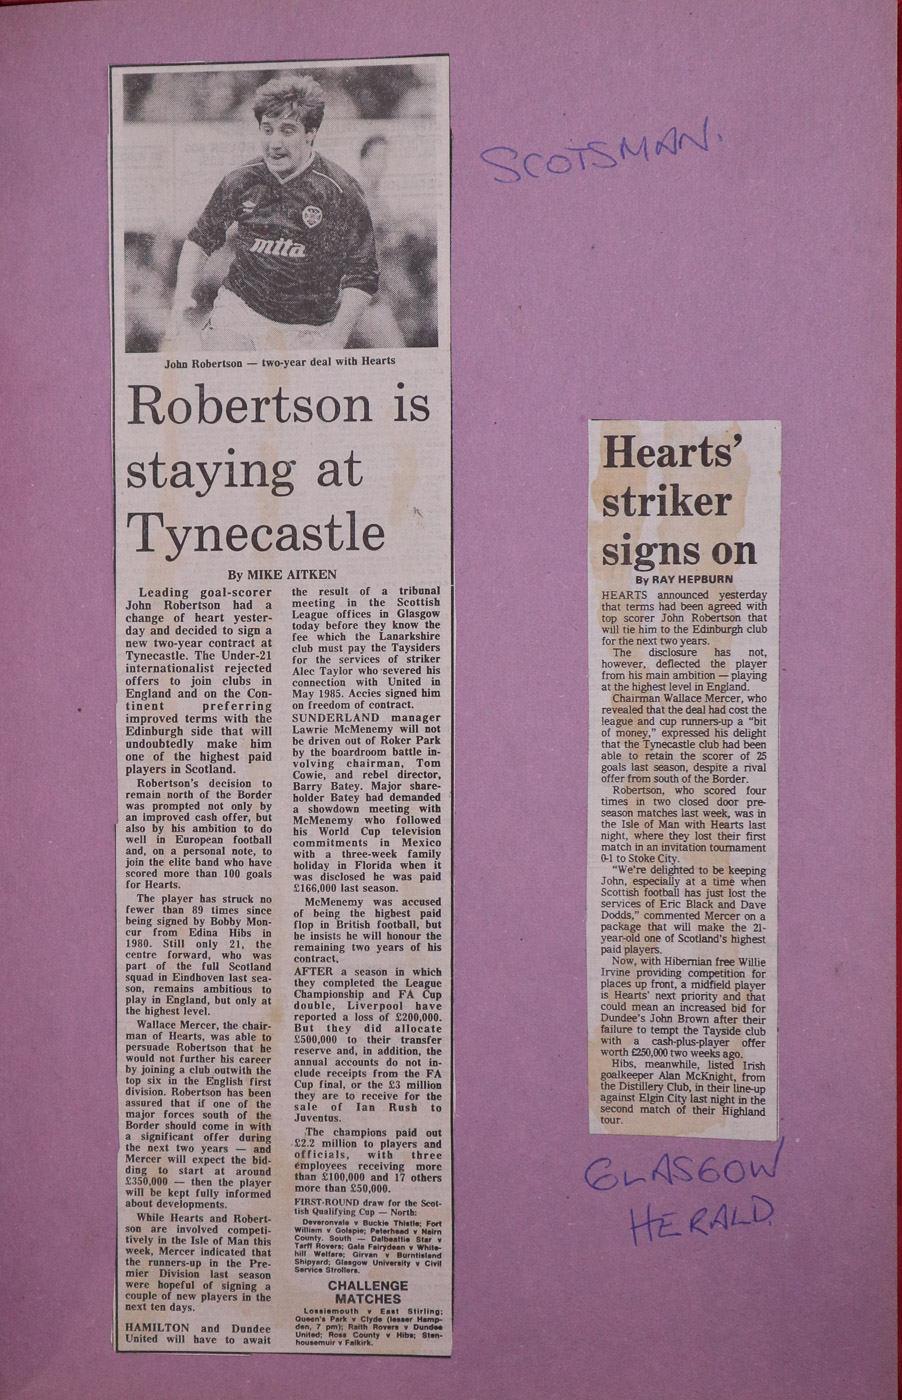 SCOTSMAN.
mita
John Robertson — two-year deal with Hearts
Robertson is
staying at
Tynecastle
By MIKE AITKEN
Leading goal-scorer
John Robertson had a
change of heart yester-
day and decided to sign a
new two-year contract at
Tynecastle. The Under-21
internationalist rejected
offers to join clubs in
England and on the Con-
tinent preferring
improved terms with the
Edinburgh side that will
undoubtedly make him
one of the highest paid
players in Scotland.
Robertson's decision to
remain north of the Border
was prompted not only by
an improved cash offer, but
also by his ambition to do
well in European football
and, on a personal note, to
join the elite band who have
scored more than 100 goals
for Hearts.
The player has struck no
fewer than 89 times since
being signed by Bobby Mon-
cur from Edina Hibs in
1980. Still only 21, the
centre forward, who was
part of the full Scotland
squad in Eindhoven last sea-
son, remains ambitious to
play in England, but only at
the highest level.
Wallace Mercer, the chair-
man of Hearts, was able to
persuade Robertson that he
would not further his career
by joining a club outwith the
top six in the English first
division. Robertson has been
assured that if one of the
major forces south of the
Border should come in with
a significant offer during
the next two years — and
Mercer will expect the bid-
ding to start at around
£350,000 — then the player
will be kept fully informed
about developments.
While Hearts and Robert-
son are involved competi-
tively in the Isle of Man this
week, Mercer indicated that
the runners-up in the Pre-
mier Division last season
were hopeful of signing a
couple of new players in the
next ten days.
HAMILTON and Dundee
United will have to await
the result of a tribunal
meeting in the Scottish
League offices in Glasgow
today before they know the
fee which the Lanarkshire
club must pay the Taysiders
for the services of striker
Alec Taylor who severed his
connection with United in
May 1985. Accies signed him
on freedom of contract.
SUNDERLAND manager
Lawrie McMenemy will not
be driven out of Roker Park
by the boardroom battle in-
volving chairman, Tom
Cowie, and rebel director,
Barry Batey. Major share-
holder Batey had demanded
a showdown meeting with
McMenemy who followed
his World Cup television
commitments in Mexico
with a three-week family
holiday in Florida when it
was disclosed he was paid
£166,000 last season.
McMenemy was accused
of being the highest paid
flop in British football, but
he insists he will honour the
remaining two years of his
contract,
AFTER a season in which
they completed the League
Championship and FA Cup
double, Liverpool have
reported a loss of £200,000.
But they did allocate
£500,000 to their transfer
reserve and, in addition, the
annual accounts do not in-
clude receipts from the FA
Cup final, or the £3 million
they are to receive for the
sale of Ian Rush to
Juventus.
The champions paid out
£2.2 million to players and
officials, with three
employees receiving more
than £100,000 and 17 others
more than £50,000.
FIRST-ROUND draw for the Scot-
tish Qualifying Cup — North:
Deveronvale v Buckie Thistle; Fort
William v Golspie; Peterhead v Nairn
County. South — Dalbeattie Star v
Tarff Rovers; Gala Fairydean v White-
hill Welfare; Girvan v Burntisland
Shipyard; Glasgow University v Civil
Service Strollers.
CHALLENGE
MATCHES
Lossiemouth v East Stirling;
Queen's Park v Clyde (lesser Hamp-
den, 7 pm); Raith Rovers v Dundee
United; Ross County v Hibs; Sten-
housemuir v Falkirk.
Hearts'
striker
signs on
By RAY HEPBURN
HEARTS announced yesterday
that terms had been agreed with
top scorer John Robertson that
will tie him to the Edinburgh club
for the next two years.
The disclosure has not,
however, deflected the player
from his main ambition — playing
at the highest level in England.
Chairman Wallace Mercer, who
revealed that the deal had cost the
league and cup runners-up a "bit
of money," expressed his delight
that the Tynecastle club had been
able to retain the scorer of 25
goals last season, despite a rival
offer from south of the Border.
Robertson, who scored four
times in two closed door pre-
season matches last week, was in
the Isle of Man with Hearts last
night, where they lost their first
match in an invitation tournament
0-1 to Stoke City.
"We're delighted to be keeping
John, especially at a time when
Scottish football has just lost the
services of Eric Black and Dave
Dodds," commented Mercer on a
package that will make the 21-
year-old one of Scotland's highest
paid players.
Now, with Hibernian free Willie
Irvine providing competition for
places up front, a midfield player
is Hearts' next priority and that
could mean an increased bid for
Dundee's John Brown after their
failure to tempt the Tayside club
with a cash-plus-player offer
worth £250,000 two weeks ago.
Hibs, meanwhile, listed Irish
goalkeeper Alan McKnight, from
the Distillery Club, in their line-up
against Elgin City last night in the
second match of their Highland
tour.
GLASGOW
HERALD.